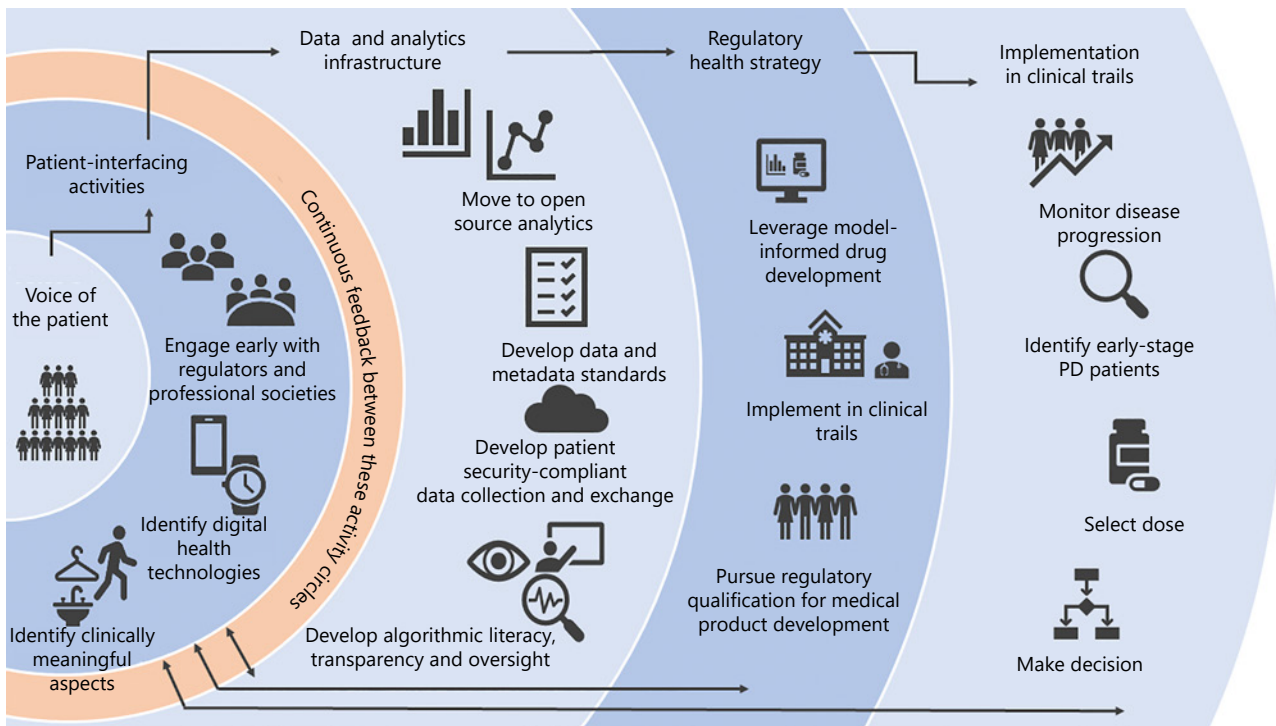 Voice of
the patient
Patient-interfacing
activities
Engage early with
regulators and
professional societies
Identify digital
health
technologies
Identify clinically
meaningful
aspects
Continuous feedback between these activity circles
Data and analytics
infrastructure
Move to open
source analytics
Develop data and
metadata standards
Develop patient
security-compliant
data collection and exchange
Develop algorithmic literacy,
transparency and oversight
Regulatory
health strategy
Leverage model-
informed drug
development
Implement in clinical
trails
Pursue regulatory
qualification for medical
product development
Implementation
in clinical trails
Monitor disease
progression
Identify early-stage
PD patients
Select dose
Make decision